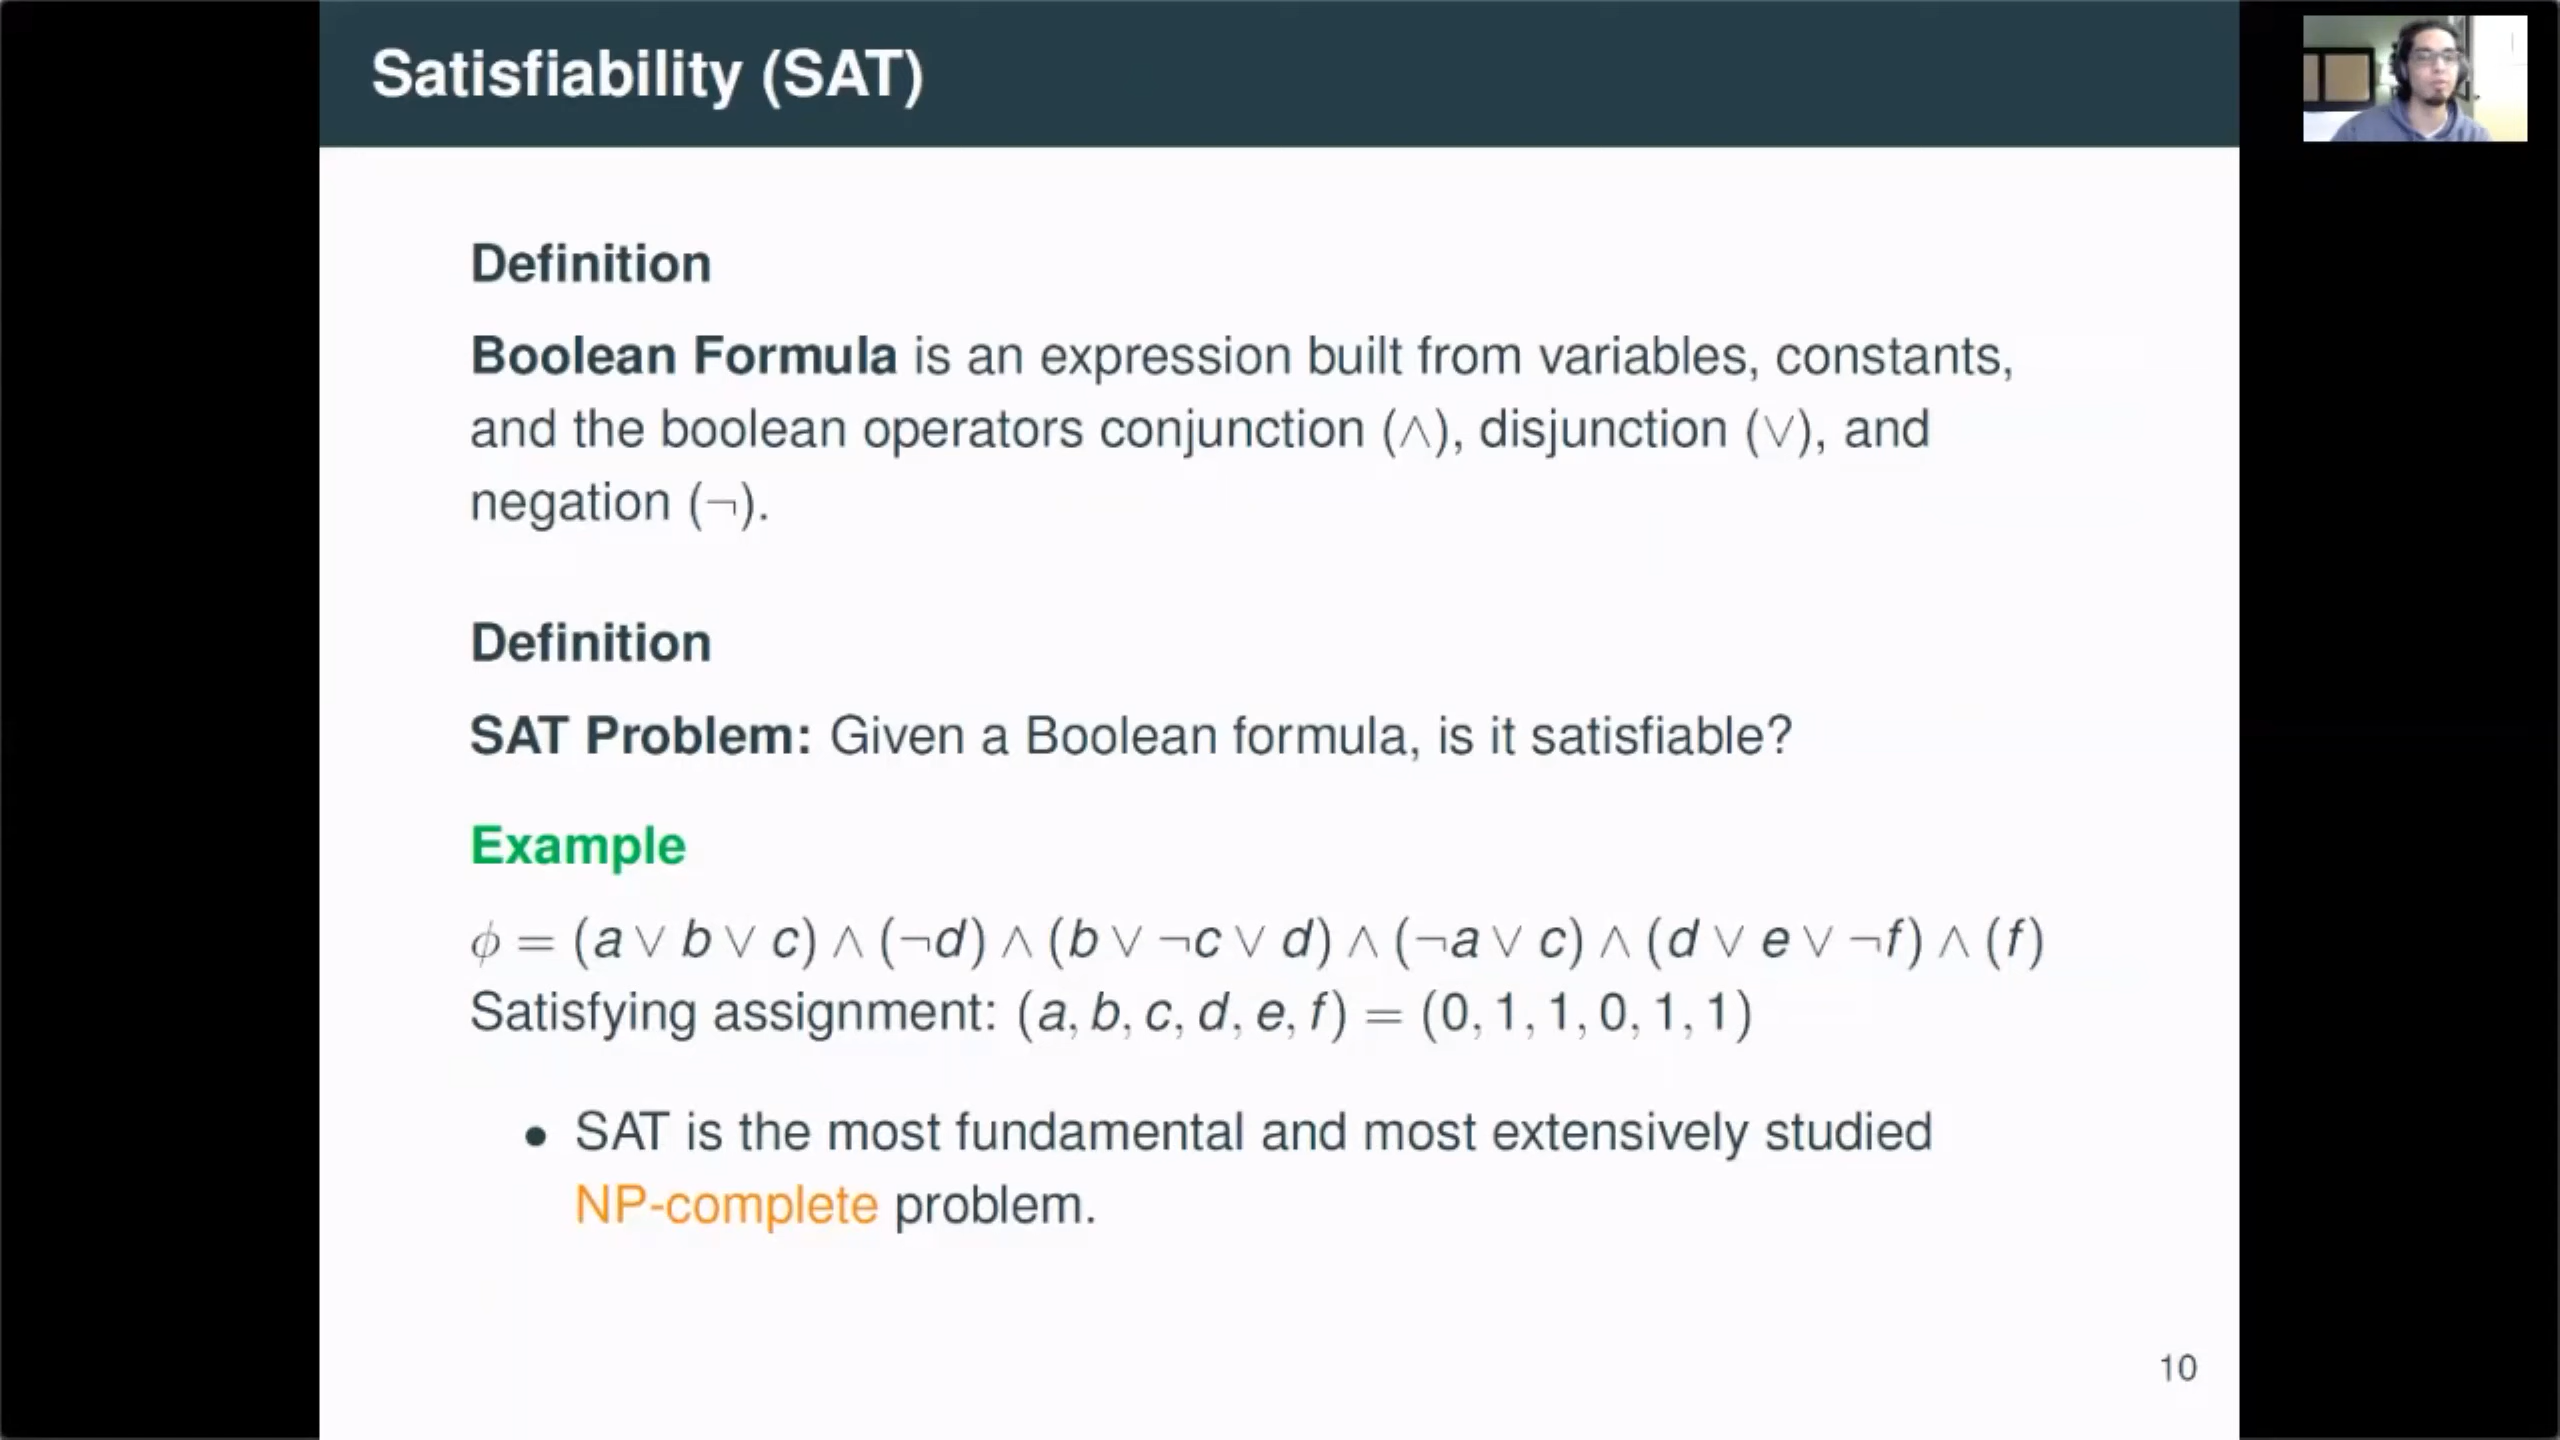 Satisfiability (SAT)
Definition
Boolean Formula is an expression built from variables, constants,
and the boolean operators conjunction (∧), disjunction (∨), and
negation (¬).
Definition
SAT Problem: Given a Boolean formula, is it satisfiable?
Example
ϕ = (a ∨ b ∨ c) ∧ (¬d) ∧ (b ∨ ¬c ∨ d) ∧ (¬a ∨ c) ∧ (d ∨ e ∨ ¬f) ∧ (f)
Satisfying assignment: (a, b, c, d, e, f) = (0, 1, 1, 0, 1, 1)
• SAT is the most fundamental and most extensively studied
NP-complete problem.
10